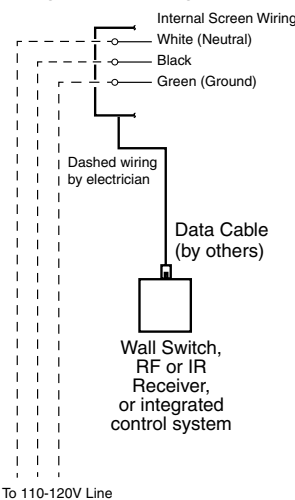 Internal Screen Wiring
White (Neutral)
Black
Green (Ground)
Dashed wiring
by electrician
Data Cable
(by others)
Wall Switch,
RF or IR
Receiver,
or integrated
control system
To 110-120V Line